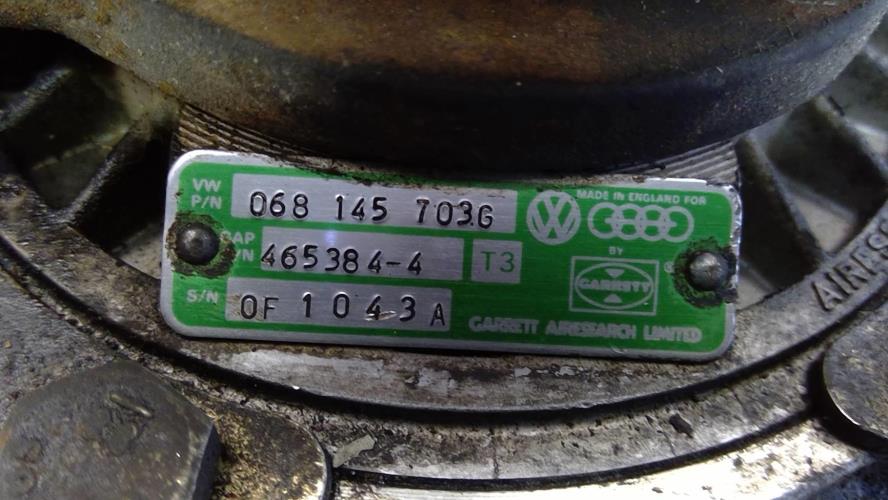 VW
P/N 068 145 703G
MADE IN ENGLAND FOR
BY
GAP
P/N 465384-4 T3
GARRETT
S/N 0F 1043A
GARRETT AIRESEARCH LIMITED
AIRES